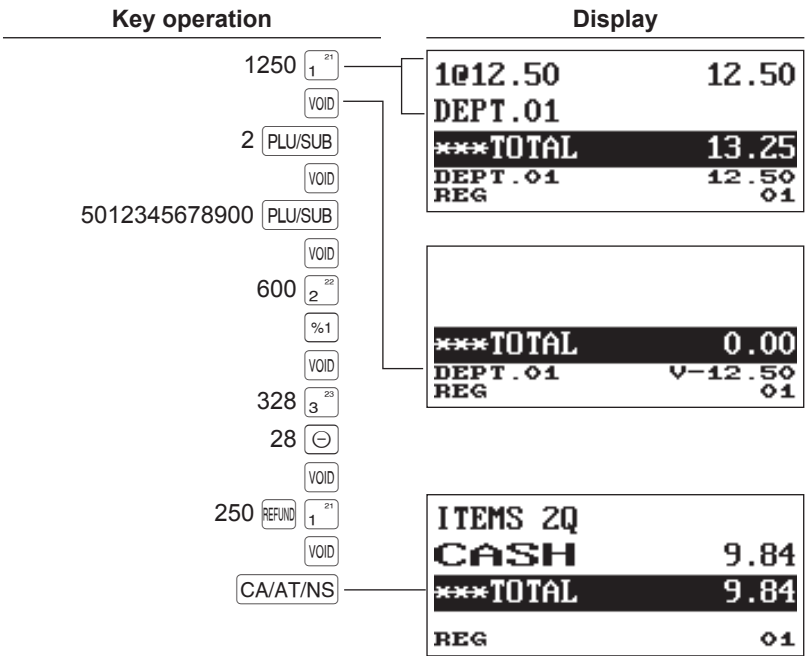 Key operation
Display
1250 1 21
VOID
2 PLU/SUB
VOID
5012345678900 PLU/SUB
VOID
600 2 22
%1
VOID
328 3 23
28 ⊖
VOID
250 REFUND 1 21
VOID
CA/AT/NS
1@12.50 12.50
DEPT.01
***TOTAL 13.25
DEPT.01 12.50
REG 01
***TOTAL 0.00
DEPT.01 V-12.50
REG 01
ITEMS 2Q
CASH 9.84
***TOTAL 9.84
REG 01